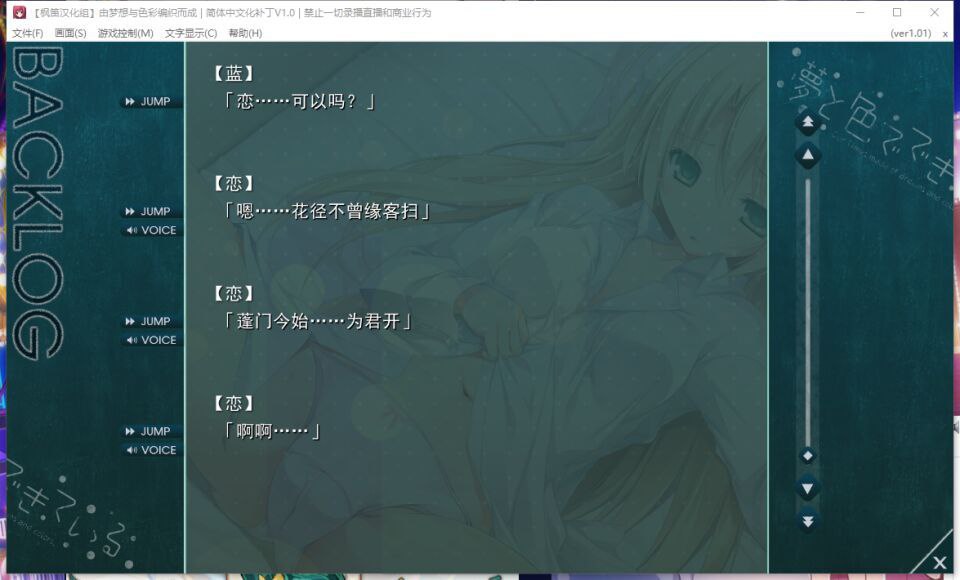 【枫笛汉化组】由梦想与色彩编织而成 | 简体中文化补丁V1.0 | 禁止一切录播直播和商业行为
文件(F) 画面(S) 游戏控制(M) 文字显示(C) 帮助(H) (ver1.01) x
BACKLOG
【蓝】
JUMP 「恋……可以吗？」
【恋】
JUMP 「嗯……花径不曾缘客扫」
VOICE
【恋】
JUMP 「蓬门今始……为君开」
VOICE
【恋】
JUMP 「啊啊……」
VOICE
夢と色ででき
できている
X